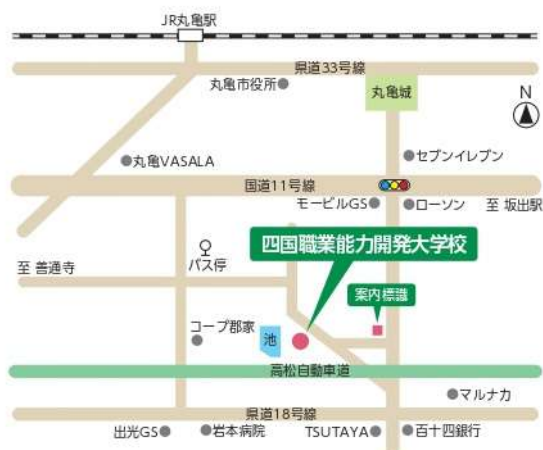 JR丸亀駅
県道33号線
丸亀市役所
丸亀城
N
丸亀VASALA
セブンイレブン
国道11号線
モービルGS
ローソン
至 坂出駅
四国職業能力開発大学校
バス停
至 善通寺
案内標識
コープ郡家
池
高松自動車道
マルナカ
県道18号線
出光GS
岩本病院
TSUTAYA
百十四銀行